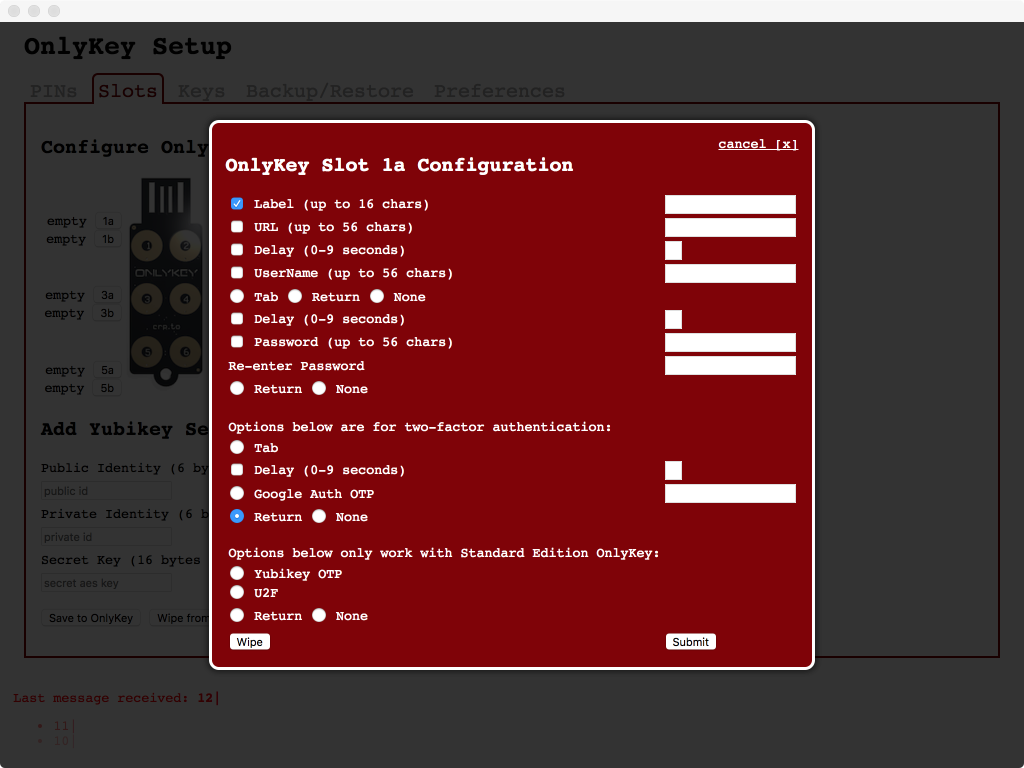 OnlyKey Setup
PINs Slots Keys Backup/Restore Preferences
cancel [x]
Configure Only
OnlyKey Slot 1a Configuration
Label (up to 16 chars)
empty 1a
URL (up to 56 chars)
empty 1b
Delay (0-9 seconds)
ONLYKEY
UserName (up to 56 chars)
empty 3a
Tab Return None
empty 3b
Delay (0-9 seconds)
crp.to
Password (up to 56 chars)
Re-enter Password
empty 5a
empty 5b
Return None
Add Yubikey Se
Options below are for two-factor authentication:
Tab
Public Identity (6 by
Delay (0-9 seconds)
public id
Google Auth OTP
Private Identity (6 b
Return None
private id
Secret Key (16 bytes
Options below only work with Standard Edition OnlyKey:
secret aes key
Yubikey OTP
U2F
Save to OnlyKey Wipe from
Return None
Wipe Submit
Last message received: 12|
11|
10|